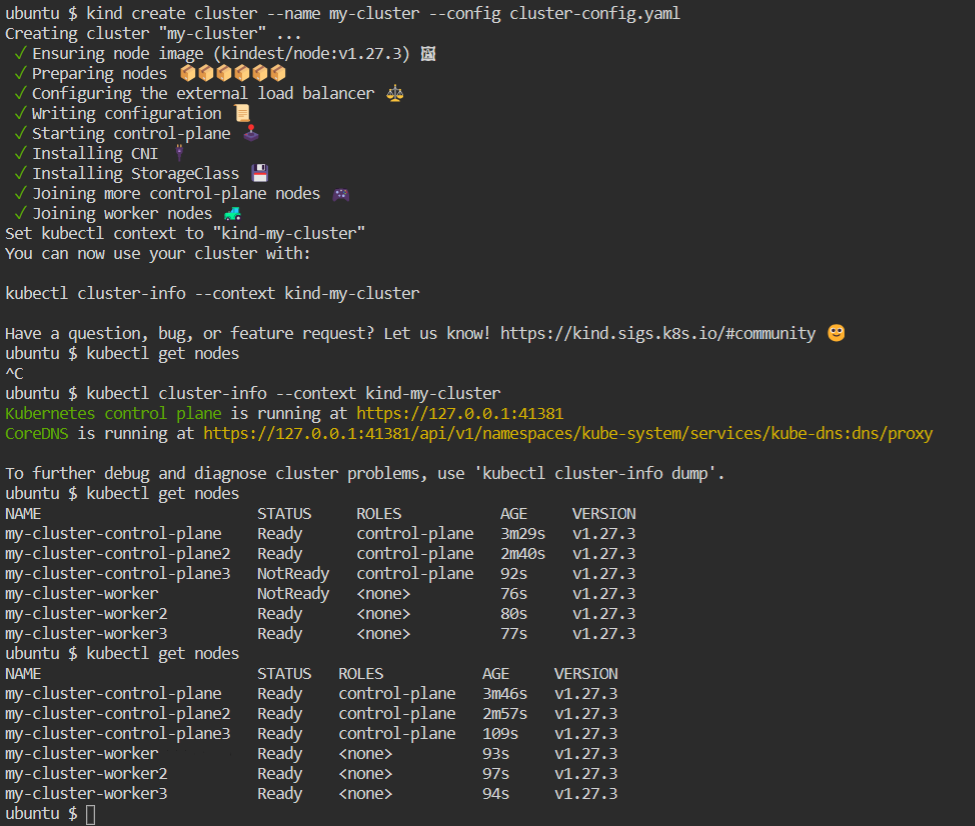 ubuntu $ kind create cluster --name my-cluster --config cluster-config.yaml
Creating cluster "my-cluster" ...
 ✓ Ensuring node image (kindest/node:v1.27.3) 🖼
 ✓ Preparing nodes 📦📦📦📦📦📦
 ✓ Configuring the external load balancer ⚖️
 ✓ Writing configuration 📜
 ✓ Starting control-plane 🕹️
 ✓ Installing CNI 🔌
 ✓ Installing StorageClass 💾
 ✓ Joining more control-plane nodes 🎮
 ✓ Joining worker nodes 🚜
Set kubectl context to "kind-my-cluster"
You can now use your cluster with:

kubectl cluster-info --context kind-my-cluster

Have a question, bug, or feature request? Let us know! https://kind.sigs.k8s.io/#community 🙂
ubuntu $ kubectl get nodes
^C
ubuntu $ kubectl cluster-info --context kind-my-cluster
Kubernetes control plane is running at https://127.0.0.1:41381
CoreDNS is running at https://127.0.0.1:41381/api/v1/namespaces/kube-system/services/kube-dns:dns/proxy

To further debug and diagnose cluster problems, use 'kubectl cluster-info dump'.
ubuntu $ kubectl get nodes
NAME                        STATUS     ROLES           AGE     VERSION
my-cluster-control-plane    Ready      control-plane   3m29s   v1.27.3
my-cluster-control-plane2   Ready      control-plane   2m40s   v1.27.3
my-cluster-control-plane3   NotReady   control-plane   92s     v1.27.3
my-cluster-worker           NotReady   <none>          76s     v1.27.3
my-cluster-worker2          Ready      <none>          80s     v1.27.3
my-cluster-worker3          Ready      <none>          77s     v1.27.3
ubuntu $ kubectl get nodes
NAME                        STATUS   ROLES           AGE     VERSION
my-cluster-control-plane    Ready    control-plane   3m46s   v1.27.3
my-cluster-control-plane2   Ready    control-plane   2m57s   v1.27.3
my-cluster-control-plane3   Ready    control-plane   109s    v1.27.3
my-cluster-worker           Ready    <none>          93s     v1.27.3
my-cluster-worker2          Ready    <none>          97s     v1.27.3
my-cluster-worker3          Ready    <none>          94s     v1.27.3
ubuntu $